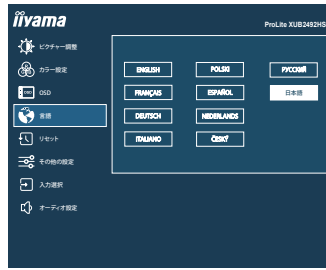 iiyama
ProLite XUB2492HS
ピクチャー調整
カラー設定
OSD
OSD
言語
リセット
その他の設定
入力選択
オーディオ設定
ENGLISH
POLSKI
РУССКИЙ
FRANÇAIS
ESPAÑOL
日本語
DEUTSCH
NEDERLANDS
ITALIANO
ČESKÝ